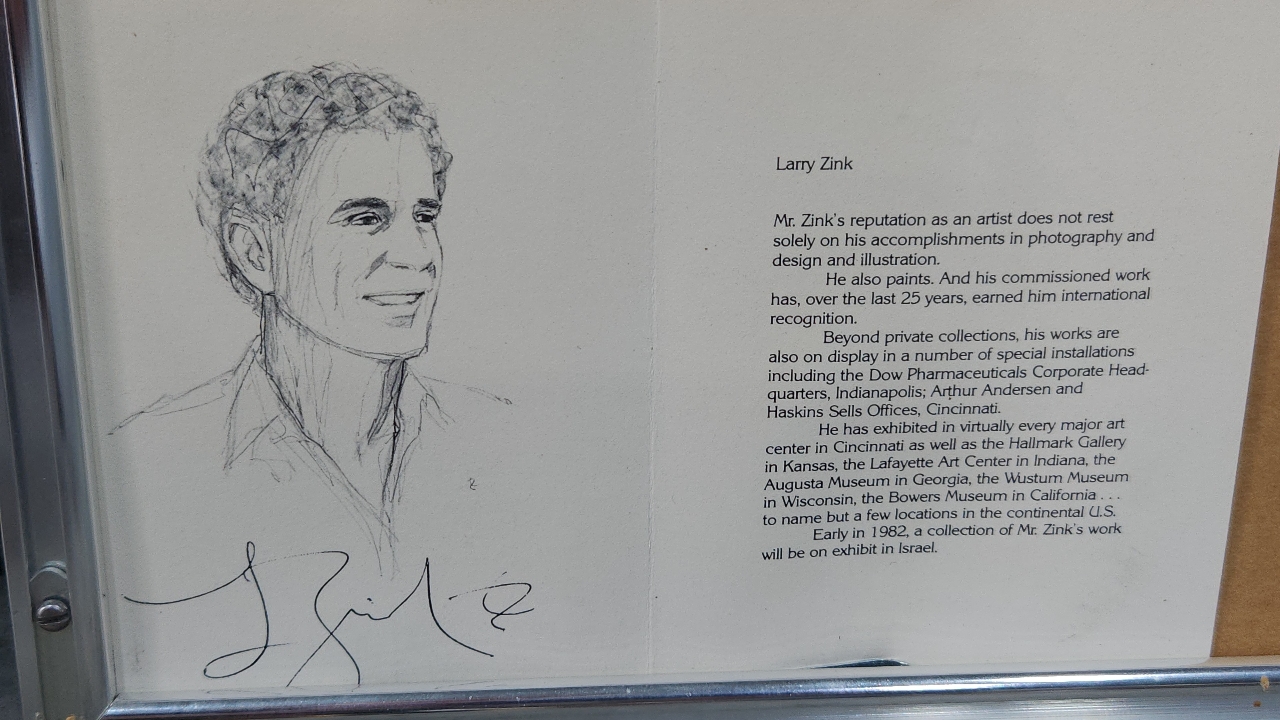 Larry Zink
Mr. Zink's reputation as an artist does not rest
solely on his accomplishments in photography and
design and illustration.
He also paints. And his commissioned work
has, over the last 25 years, earned him international
recognition.
Beyond private collections, his works are
also on display in a number of special installations
including the Dow Pharmaceuticals Corporate Head-
quarters, Indianapolis; Arthur Andersen and
Haskins Sells Offices, Cincinnati.
He has exhibited in virtually every major art
center in Cincinnati as well as the Hallmark Gallery
in Kansas, the Lafayette Art Center in Indiana, the
Augusta Museum in Georgia, the Wustum Museum
in Wisconsin, the Bowers Museum in California . . .
to name but a few locations in the continental U.S.
Early in 1982, a collection of Mr. Zink's work
will be on exhibit in Israel.
L Zink